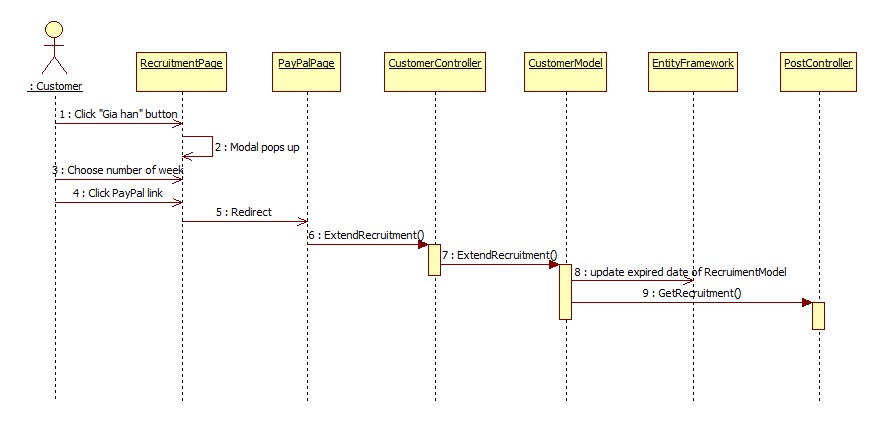 RecruitmentPage
PayPalPage
CustomerController
CustomerModel
EntityFramework
PostController
: Customer
1 : Click "Gia han" button
2 : Modal pops up
3 : Choose number of week
4 : Click PayPal link
5 : Redirect
6 : ExtendRecruitment()
7 : ExtendRecruitment()
8 : update expired date of RecruimentModel
9 : GetRecruitment()